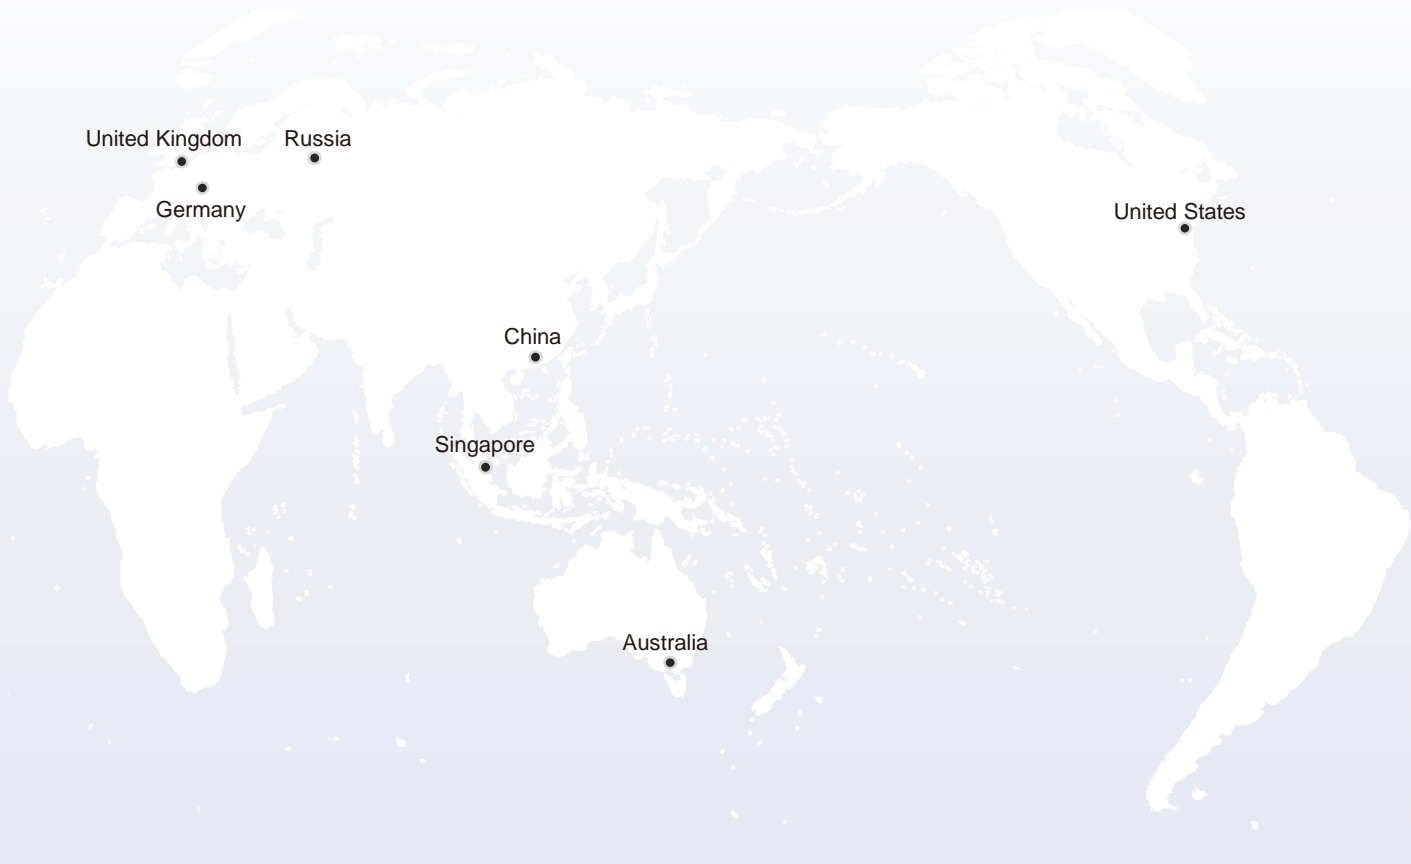 United Kingdom
Russia
Germany
United States
China
Singapore
Australia